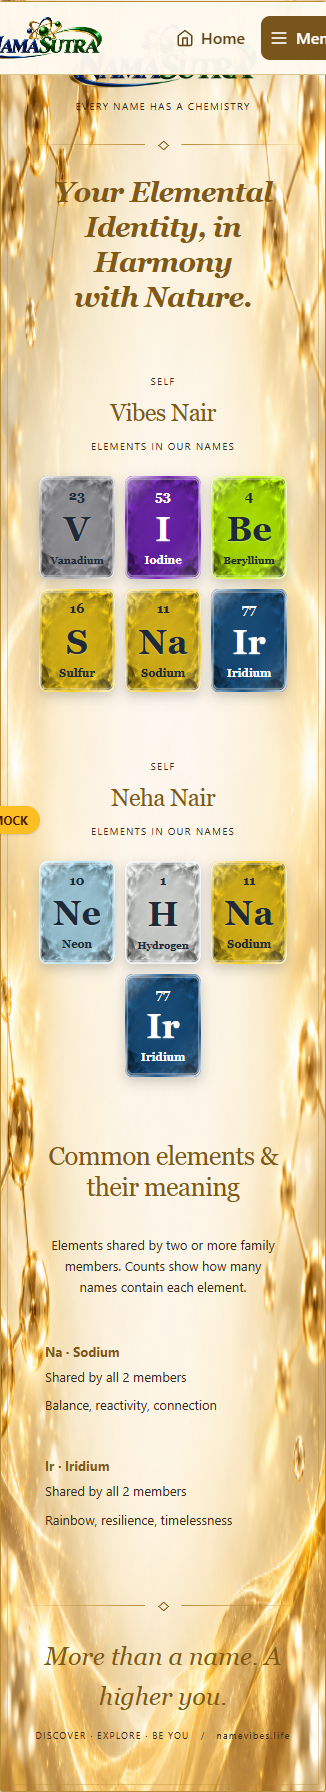 NAMASUTRA
Home
Men
NAMASUTRA
EVERY NAME HAS A CHEMISTRY
Your Elemental
Identity, in
Harmony
with Nature.
SELF
Vibes Nair
ELEMENTS IN OUR NAMES
23 53 4
V I Be
Vanadium Iodine Beryllium
16 11 77
S Na Ir
Sulfur Sodium Iridium
SELF
Neha Nair
MOCK
ELEMENTS IN OUR NAMES
10 1 11
Ne H Na
Neon Hydrogen Sodium
77
Ir
Iridium
Common elements &
their meaning
Elements shared by two or more family
members. Counts show how many
names contain each element.
Na · Sodium
Shared by all 2 members
Balance, reactivity, connection
Ir · Iridium
Shared by all 2 members
Rainbow, resilience, timelessness
More than a name. A
higher you.
DISCOVER · EXPLORE · BE YOU / namevibes.life